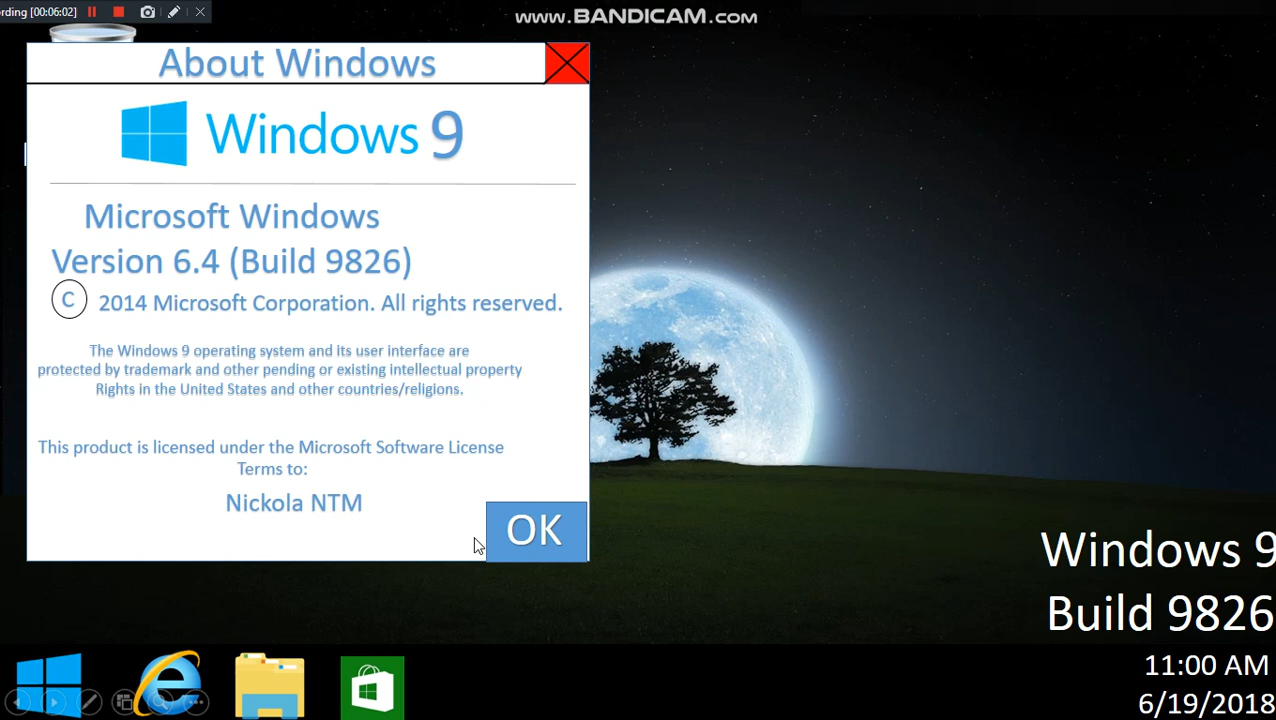 rding [00:06:02]
www.BANDICAM.com
About Windows
Windows 9
Microsoft Windows
Version 6.4 (Build 9826)
C 2014 Microsoft Corporation. All rights reserved.
The Windows 9 operating system and its user interface are
protected by trademark and other pending or existing intellectual property
Rights in the United States and other countries/religions.
This product is licensed under the Microsoft Software License
Terms to:
Nickola NTM
OK
Windows 9
Build 9826
11:00 AM
6/19/2018